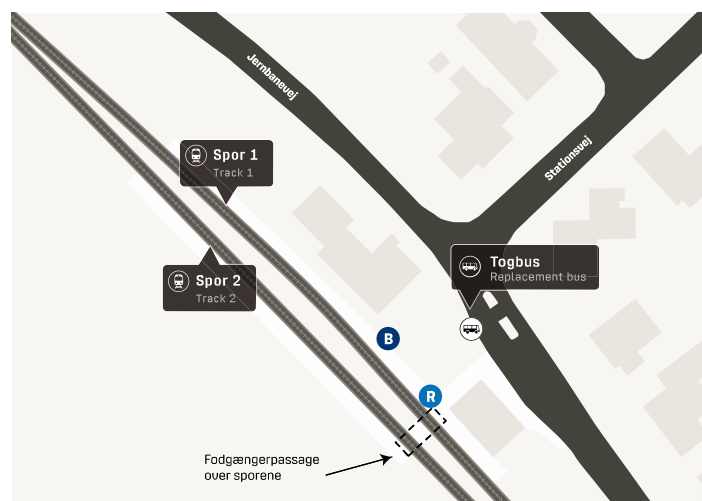 Jernbanevej
Stationsvej
Spor 1
Track 1
Spor 2
Track 2
Togbus
Replacement bus
B
R
Fodgængerpassage
over sporene